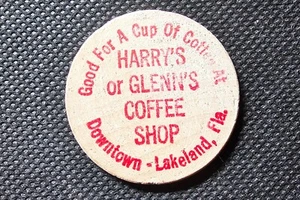 Good For A Cup Of Coffee At
HARRY'S
or GLENN'S
COFFEE
SHOP
Downtown - Lakeland, Fla.